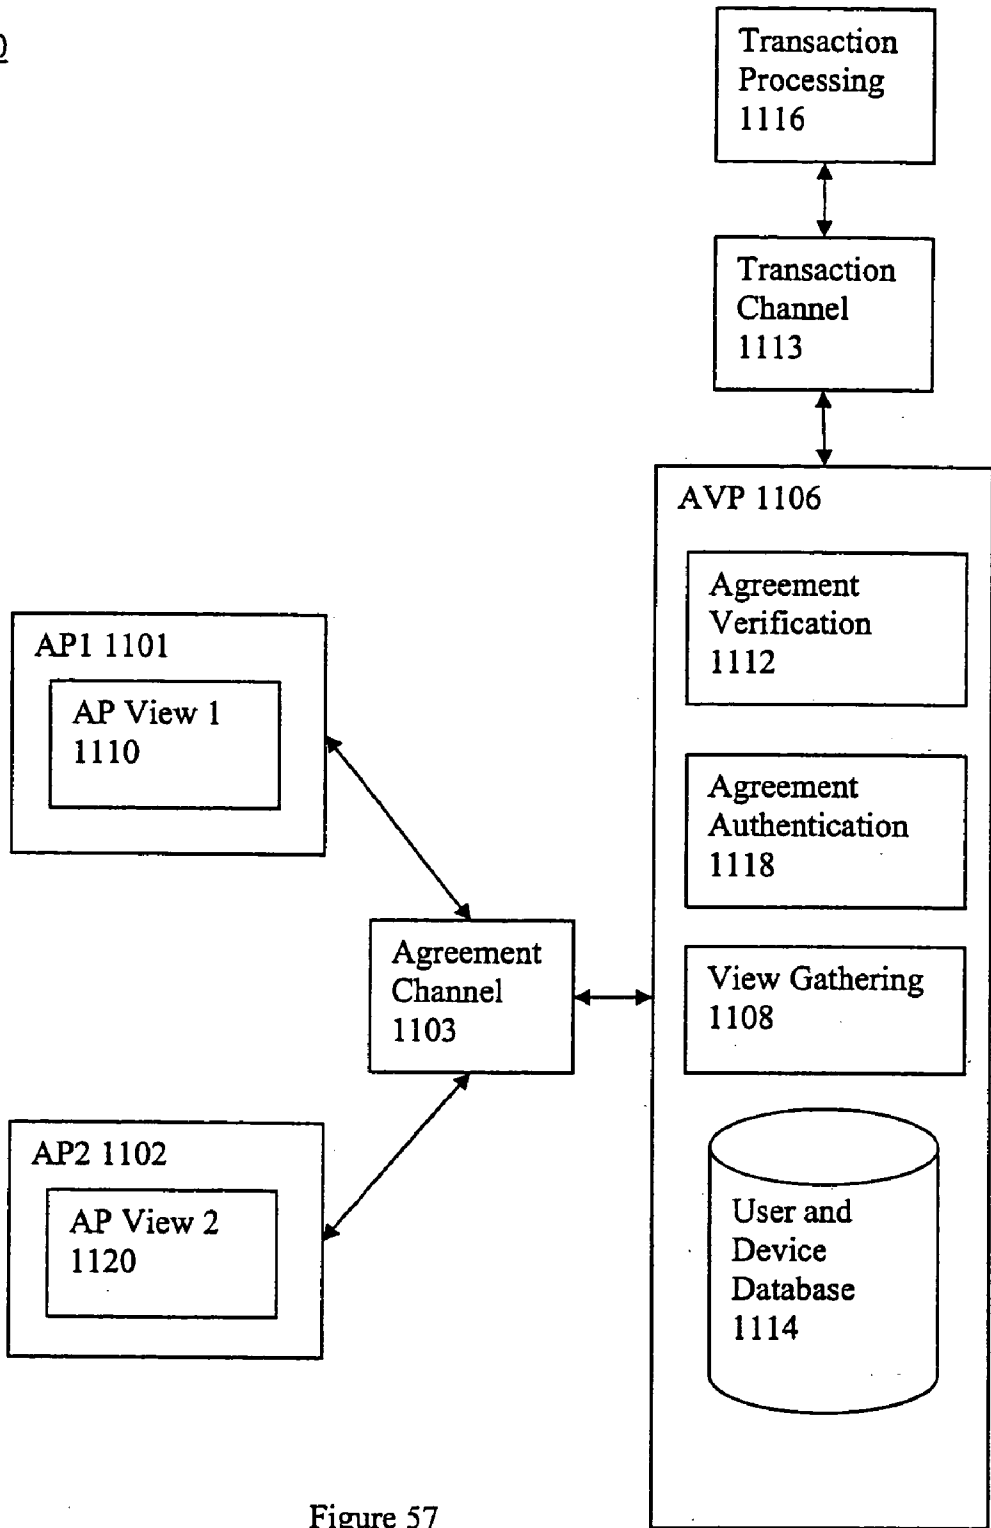 0
Transaction
Processing
1116
Transaction
Channel
1113
AVP 1106
Agreement
Verification
1112
AP1 1101
AP View 1
1110
Agreement
Authentication
1118
Agreement
Channel
1103
View Gathering
1108
AP2 1102
AP View 2
1120
User and
Device
Database
1114
Figure 57